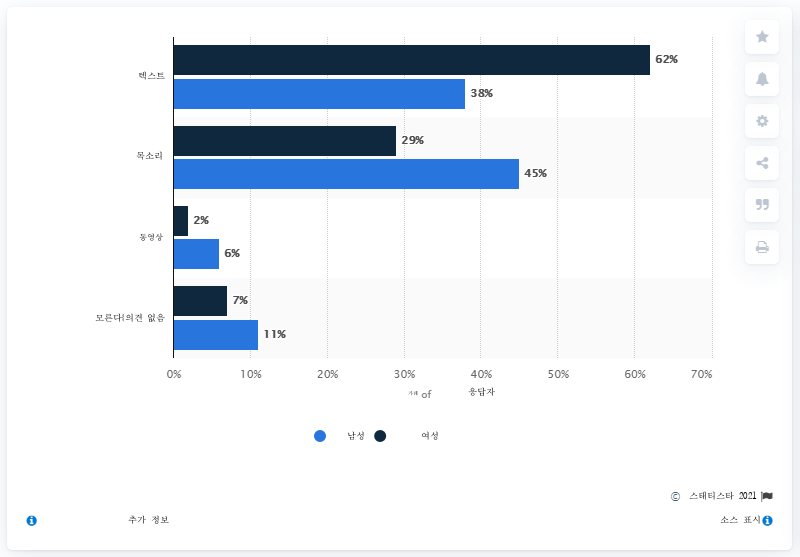 62%
텍스트
38%
29%
목소리
45%
2%
동영상
6%
7%
모른다|의견 없음
11%
0% 10% 20% 30% 40% 50% 60% 70%
of 응답자
남성 여성
© 스태티스타 2021
추가 정보
소스 표시